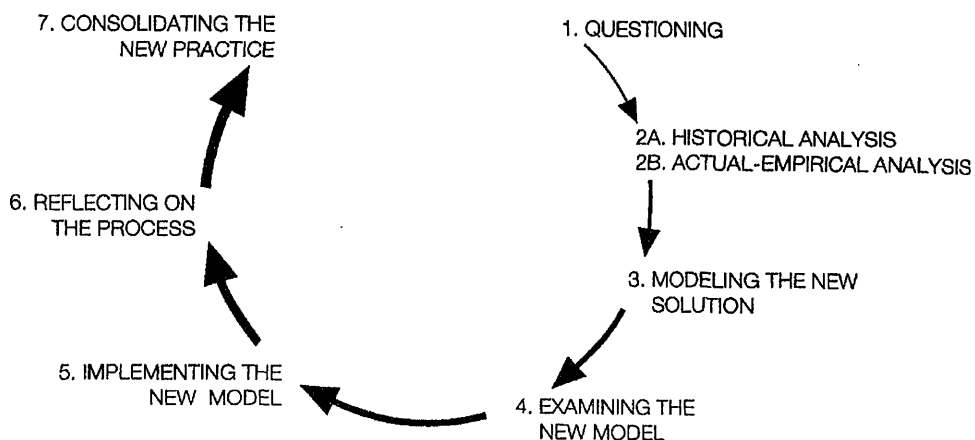 1. QUESTIONING
2A. HISTORICAL ANALYSIS
2B. ACTUAL-EMPIRICAL ANALYSIS
3. MODELING THE NEW
SOLUTION
4. EXAMINING THE
NEW MODEL
5. IMPLEMENTING THE
NEW MODEL
6. REFLECTING ON
THE PROCESS
7. CONSOLIDATING THE
NEW PRACTICE